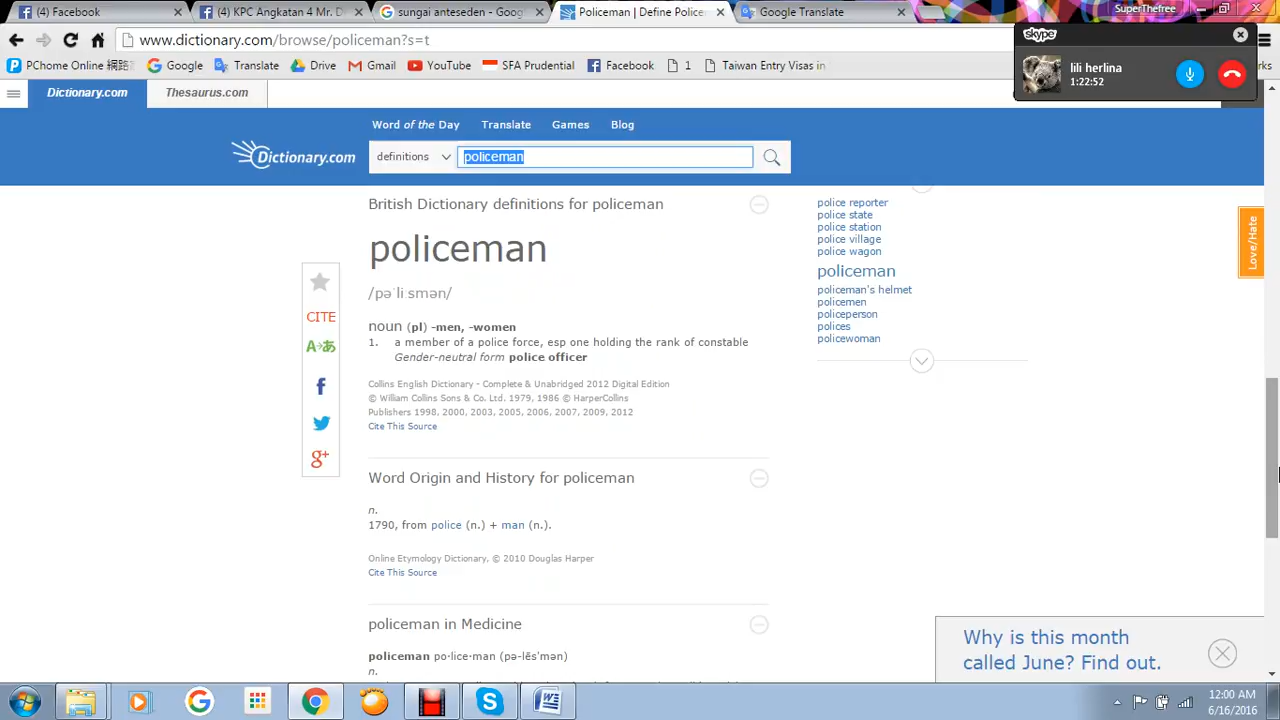 (4) Facebook
(4) KPC Angkatan 4 Mr. D
sungai anteseden - Goog
Policeman | Define Police
Google Translate
SuperThefree
www.dictionary.com/browse/policeman?s=t
skype
lili herlina
1:22:52
PChome Online 網路
Google
Translate
Drive
Gmail
YouTube
SFA Prudential
Facebook
1
Taiwan Entry Visas in
rks
Dictionary.com
Thesaurus.com
Word of the Day
Translate
Games
Blog
Dictionary.com
definitions
policeman
British Dictionary definitions for policeman
policeman
/pəˈli smən/
noun (pl) -men, -women
1. a member of a police force, esp one holding the rank of constable
Gender-neutral form police officer
Collins English Dictionary - Complete & Unabridged 2012 Digital Edition
© William Collins Sons & Co. Ltd. 1979, 1986 © HarperCollins
Publishers 1998, 2000, 2003, 2005, 2006, 2007, 2009, 2012
Cite This Source
CITE
A あ
f
g+
Word Origin and History for policeman
n.
1790, from police (n.) + man (n.).
Online Etymology Dictionary, © 2010 Douglas Harper
Cite This Source
policeman in Medicine
policeman po·lice·man (pə-lēs'mən)
n.
police reporter
police state
police station
police village
police wagon
policeman
policeman's helmet
policemen
policeperson
polices
policewoman
Love/Hate
Why is this month
called June? Find out.
12:00 AM
6/16/2016